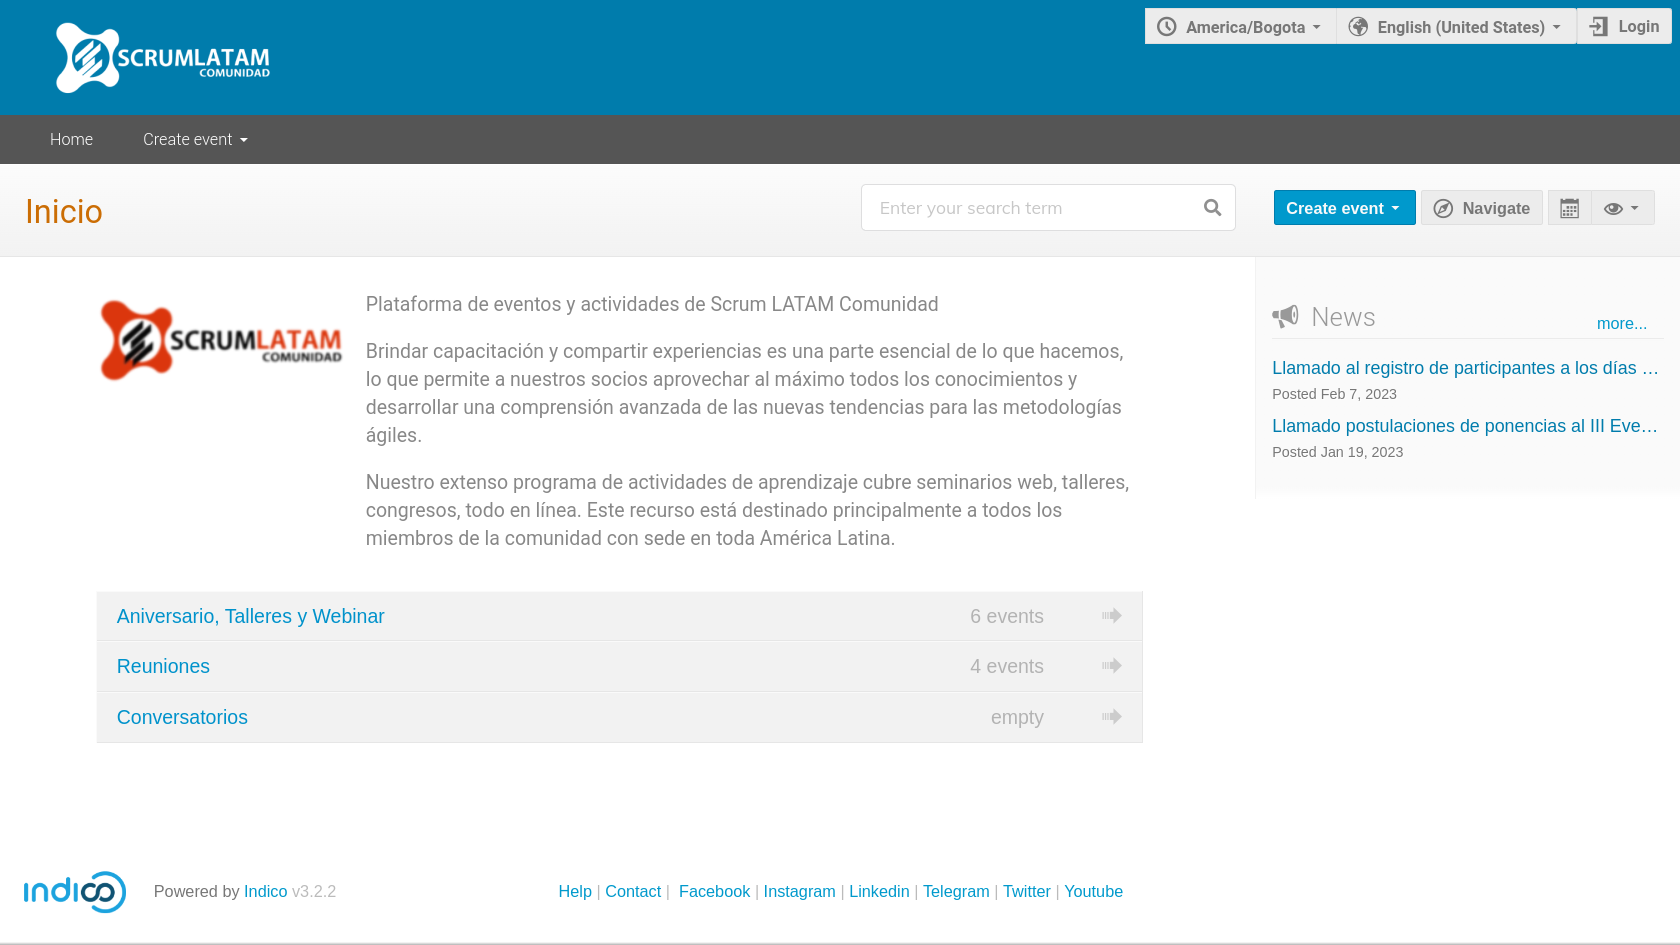 SCRUMLATAM
COMUNIDAD
America/Bogota
English (United States)
Login
Home
Create event
Inicio
Enter your search term
Create event
Navigate
SCRUMLATAM
COMUNIDAD
Plataforma de eventos y actividades de Scrum LATAM Comunidad
Brindar capacitación y compartir experiencias es una parte esencial de lo que hacemos,
lo que permite a nuestros socios aprovechar al máximo todos los conocimientos y
desarrollar una comprensión avanzada de las nuevas tendencias para las metodologías
ágiles.
Nuestro extenso programa de actividades de aprendizaje cubre seminarios web, talleres,
congresos, todo en línea. Este recurso está destinado principalmente a todos los
miembros de la comunidad con sede en toda América Latina.
Aniversario, Talleres y Webinar 6 events
Reuniones 4 events
Conversatorios empty
News more...
Llamado al registro de participantes a los días …
Posted Feb 7, 2023
Llamado postulaciones de ponencias al III Eve…
Posted Jan 19, 2023
indico
Powered by Indico v3.2.2
Help | Contact | Facebook | Instagram | Linkedin | Telegram | Twitter | Youtube